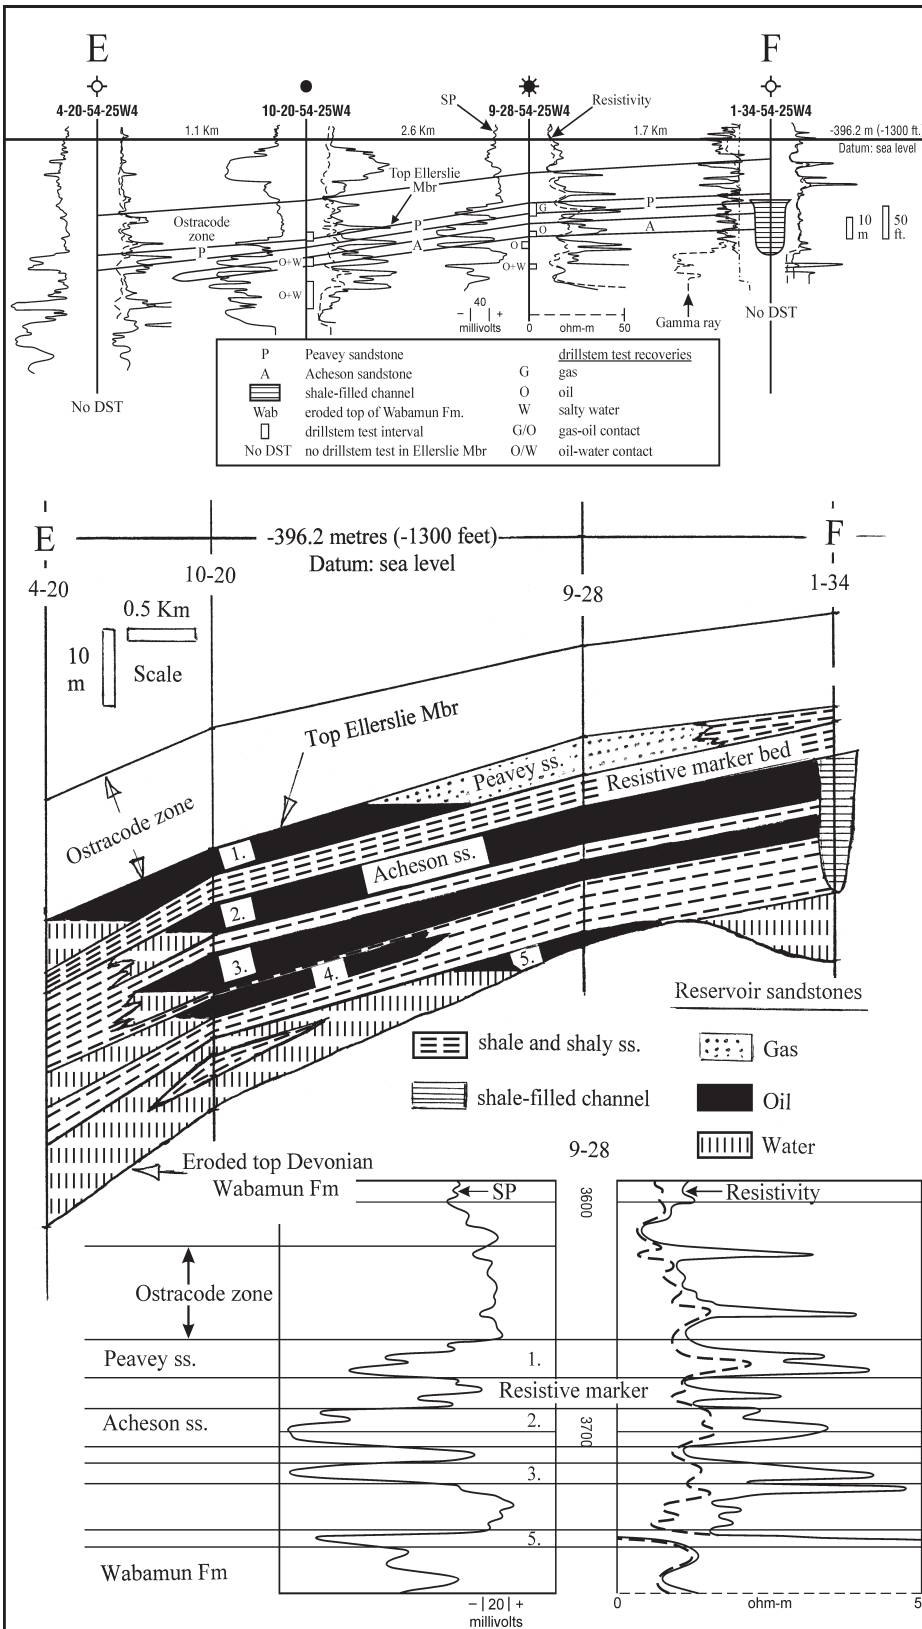 E
F
4-20-54-25W4
10-20-54-25W4
SP
9-28-54-25W4
Resistivity
1-34-54-25W4
1.1 Km
2.6 Km
1.7 Km
-396.2 m (-1300 ft.
Datum: sea level
Top Ellerslie
Mbr
Ostracode
zone
P
P
A
G
O
O
O+W
O+W
O+W
P
A
10
m
50
ft.
40
– | | +
millivolts
0
ohm-m
50
Gamma ray
No DST
No DST
P Peavey sandstone
A Acheson sandstone
shale-filled channel
Wab eroded top of Wabamun Fm.
drillstem test interval
No DST no drillstem test in Ellerslie Mbr
drillstem test recoveries
G gas
O oil
W salty water
G/O gas-oil contact
O/W oil-water contact
E
-396.2 metres (-1300 feet)
Datum: sea level
F
4-20
10-20
9-28
1-34
0.5 Km
10
m
Scale
Top Ellerslie Mbr
Ostracode zone
Peavey ss.
Resistive marker bed
1.
Acheson ss.
2.
3.
4.
5.
Reservoir sandstones
shale and shaly ss.
Gas
shale-filled channel
Oil
Water
Eroded top Devonian
Wabamun Fm
9-28
SP
3600
Resistivity
Ostracode zone
Peavey ss.
1.
Resistive marker
Acheson ss.
2.
3700
3.
5.
Wabamun Fm
– | 20 | +
millivolts
0
ohm-m
5